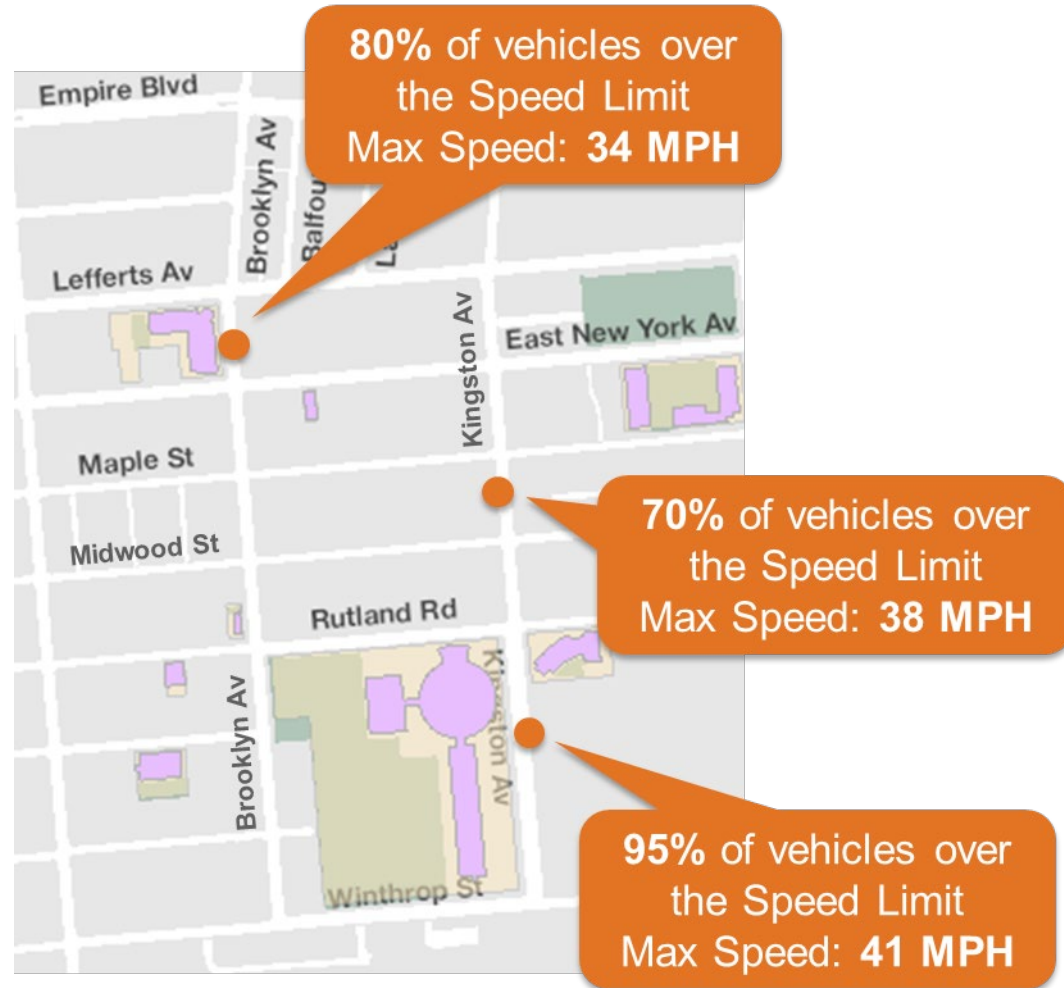 80% of vehicles over
the Speed Limit
Max Speed: 34 MPH
Empire Blvd
Brooklyn Av
Lefferts Av
Kingston Av
East New York Av
Maple St
70% of vehicles over
the Speed Limit
Max Speed: 38 MPH
Midwood St
Rutland Rd
Kingston Av
Brooklyn Av
95% of vehicles over
the Speed Limit
Max Speed: 41 MPH
Winthrop St